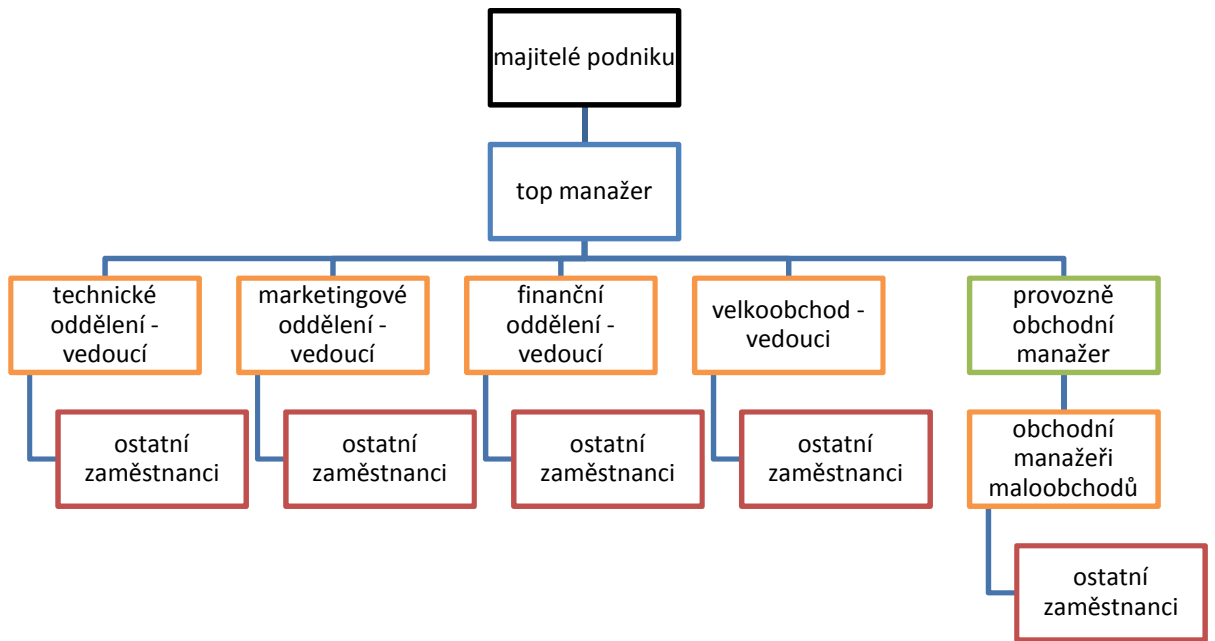 majitelé podniku
top manažer
technické
oddělení -
vedoucí
marketingové
oddělení -
vedoucí
finanční
oddělení -
vedoucí
velkoobchod -
vedouci
provozně
obchodní
manažer
ostatní
zaměstnanci
ostatní
zaměstnanci
ostatní
zaměstnanci
ostatní
zaměstnanci
obchodní
manažeři
maloobchodů
ostatní
zaměstnanci